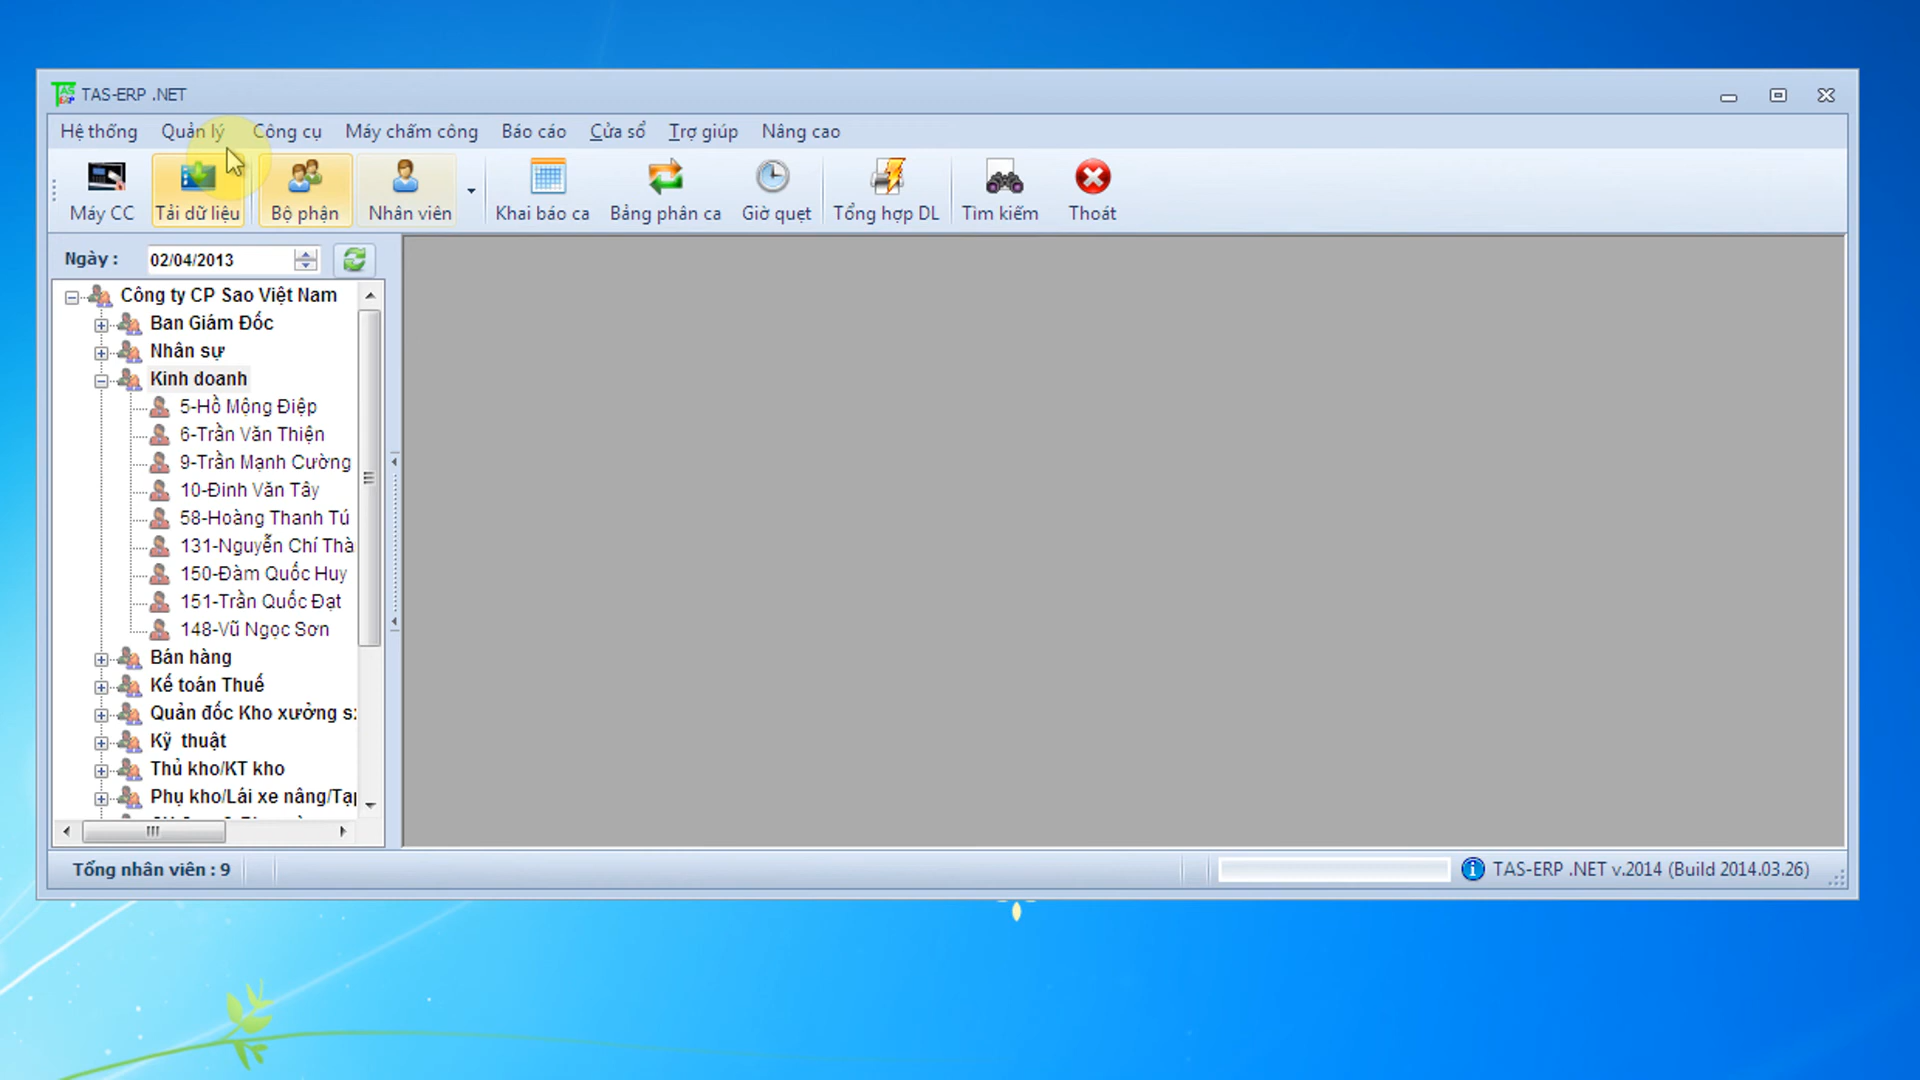 TAS-ERP .NET
Hệ thống Quản lý Công cụ Máy chấm công Báo cáo Cửa sổ Trợ giúp Nâng cao
Máy CC Tải dữ liệu Bộ phận Nhân viên Khai báo ca Bảng phân ca Giờ quẹt Tổng hợp DL Tìm kiếm Thoát
Ngày : 02/04/2013
Công ty CP Sao Việt Nam
Ban Giám Đốc
Nhân sự
Kinh doanh
5-Hồ Mộng Điệp
6-Trần Văn Thiện
9-Trần Mạnh Cường
10-Đinh Văn Tây
58-Hoàng Thanh Tú
131-Nguyễn Chí Thà
150-Đàm Quốc Huy
151-Trần Quốc Đạt
148-Vũ Ngọc Sơn
Bán hàng
Kế toán Thuế
Quản đốc Kho xưởng
Kỹ thuật
Thủ kho/KT kho
Phụ kho/Lái xe nâng/Tạp
Tổng nhân viên : 9
TAS-ERP .NET v.2014 (Build 2014.03.26)